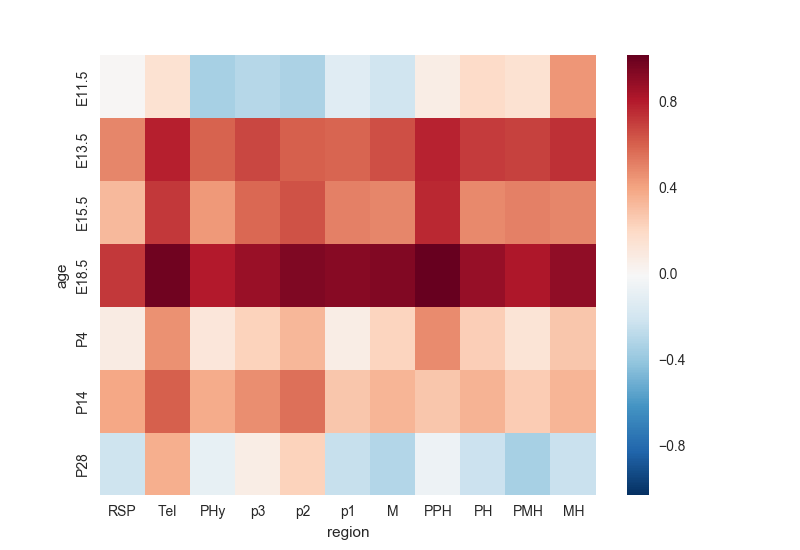 age
E11.5
E13.5
E15.5
E18.5
P4
P14
P28
RSP Tel PHy p3 p2 p1 M PPH PH PMH MH
region
0.8
0.4
0.0
−0.4
−0.8